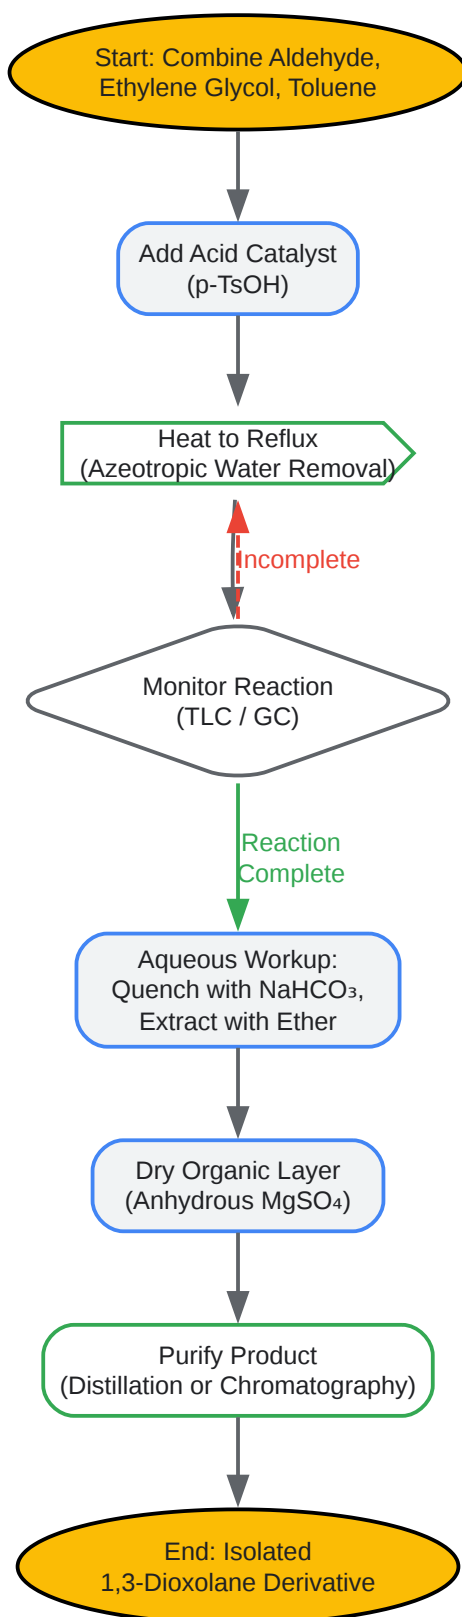 Start: Combine Aldehyde,
Ethylene Glycol, Toluene
Add Acid Catalyst
(p-TsOH)
Heat to Reflux
(Azeotropic Water Removal)
Incomplete
Monitor Reaction
(TLC / GC)
Reaction
Complete
Aqueous Workup:
Quench with NaHCO₃,
Extract with Ether
Dry Organic Layer
(Anhydrous MgSO₄)
Purify Product
(Distillation or Chromatography)
End: Isolated
1,3-Dioxolane Derivative